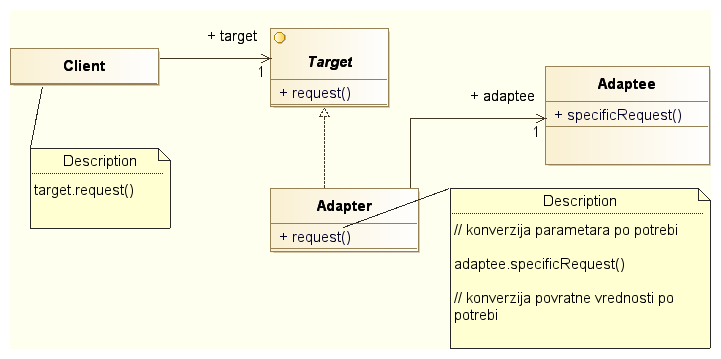 + target
Client
1
Target
+ request()
+ adaptee
1
Adaptee
+ specificRequest()
Description
target.request()
Adapter
+ request()
Description
// konverzija parametara po potrebi
adaptee.specificRequest()
// konverzija povratne vrednosti po
potrebi